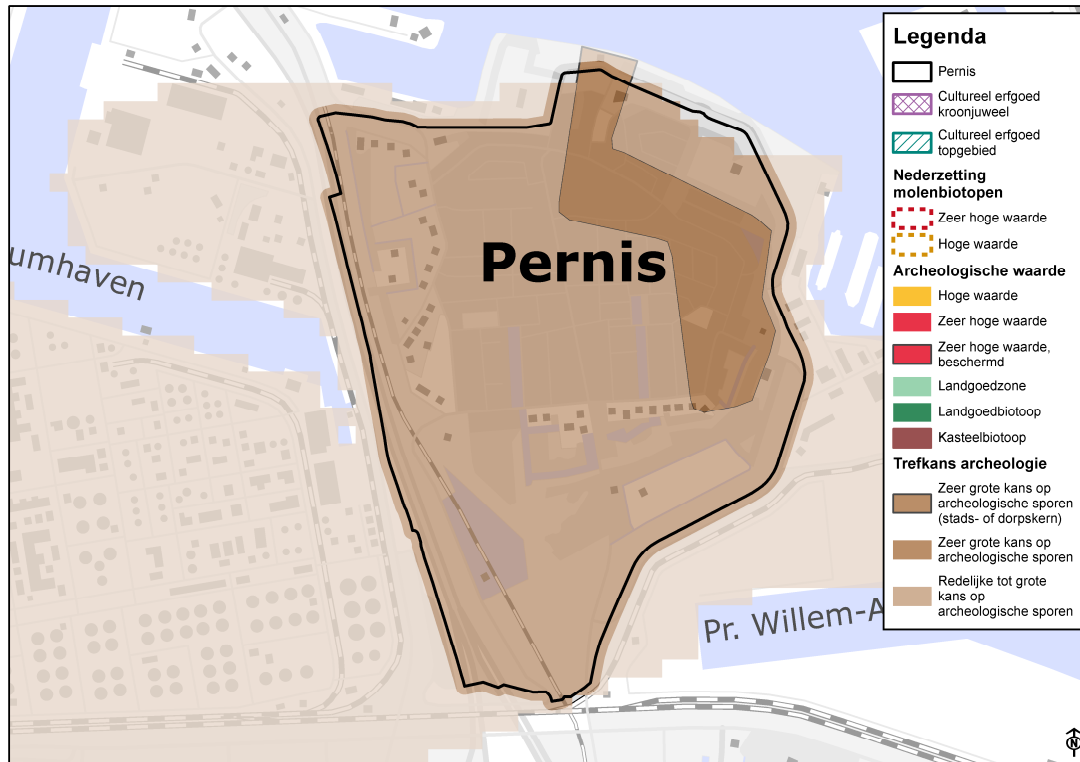 Legenda
Pernis
Cultureel erfgoed
kroonjuweel
Cultureel erfgoed
topgebied
Nederzetting
molenbiotopen
Zeer hoge waarde
Hoge waarde
Archeologische waarde
Hoge waarde
Zeer hoge waarde
Zeer hoge waarde,
beschermd
Landgoedzone
Landgoedbiotoop
Kasteelbiotoop
Trefkans archeologie
Zeer grote kans op
archeologische sporen
(stads- of dorpskern)
Zeer grote kans op
archeologische sporen
Redelijke tot grote
kans op
archeologische sporen
Pernis
umhaven
Pr. Willem-A
N